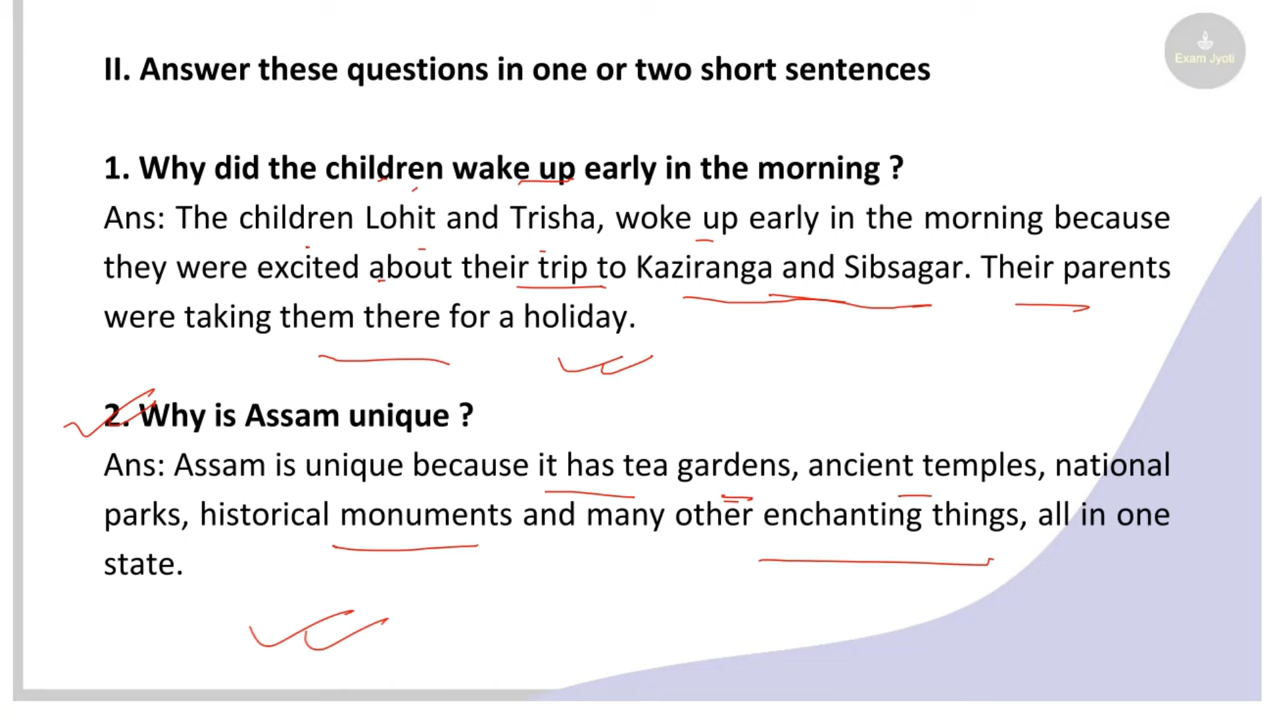 Exam Jyoti
II. Answer these questions in one or two short sentences
1. Why did the children wake up early in the morning ?
Ans: The children Lohit and Trisha, woke up early in the morning because
they were excited about their trip to Kaziranga and Sibsagar. Their parents
were taking them there for a holiday.
2. Why is Assam unique ?
Ans: Assam is unique because it has tea gardens, ancient temples, national
parks, historical monuments and many other enchanting things, all in one
state.